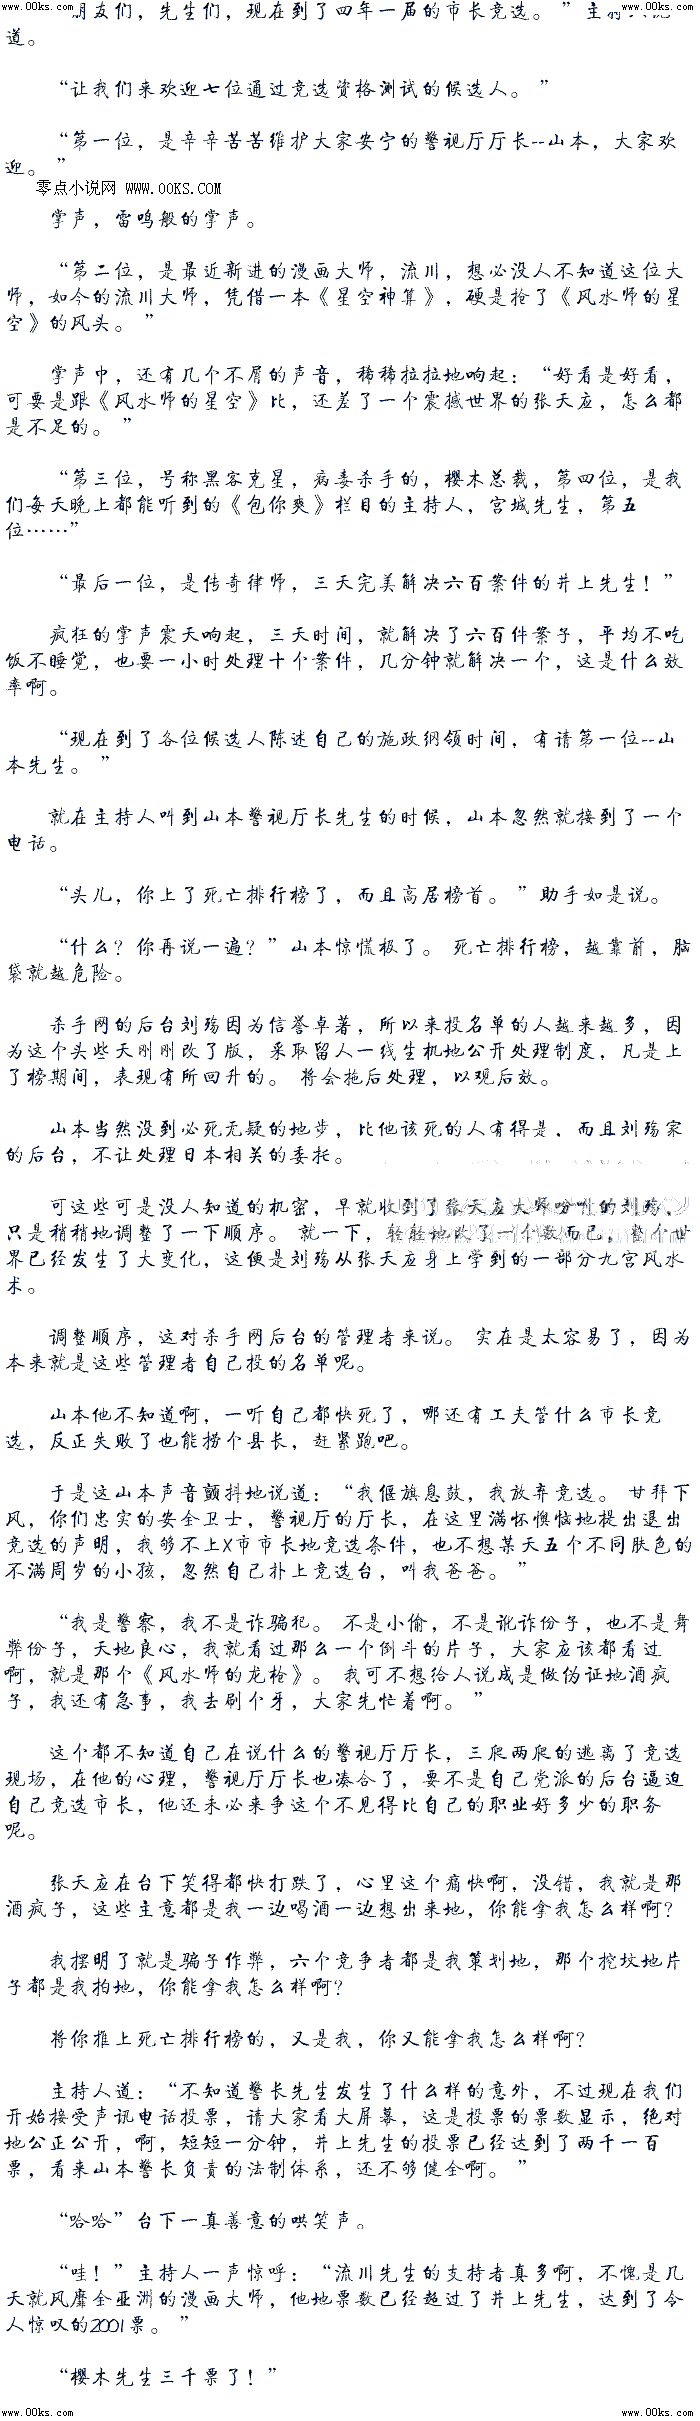 www.00ks.com www.00ks.com
朋友们，先生们，现在到了四年一届的市长竞选。”主
道。
“让我们来欢迎七位通过竞选资格测试的候选人。”
“第一位，是辛辛苦苦维护大家安宁的警视厅厅长--山本，大家欢
迎。”
零点小说网 www.00KS.com
掌声，雷鸣般的掌声。
“第二位，是最近新进的漫画大师，流川，想必没人不知道这位大
师，如今的流川大师，凭借一本《星空神算》，硬是抢了《风水师的星
空》的风头。”
掌声中，还有几个不屑的声音，稀稀拉拉地响起：“好看是好看，
可要是跟《风水师的星空》比，还差了一个震撼世界的张天应，怎么都
是不足的。”
“第三位，号称黑客克星，病毒杀手的，樱木总裁，第四位，是我
们每天晚上都能听到的《包你爽》栏目的主持人，宫城先生，第五
位……”
“最后一位，是传奇律师，三天完美解决六百案件的井上先生！”
疯狂的掌声震天响起，三天时间，就解决了六百件案子，平均不吃
饭不睡觉，也要一小时处理十个案件，几分钟就解决一个，这是什么效
率啊。
“现在到了各位候选人陈述自己的施政纲领时间，有请第一位--山
本先生。”
就在主持人叫到山本警视厅长先生的时候，山本忽然就接到了一个
电话。
“头儿，你上了死亡排行榜了，而且高居榜首。”助手如是说。
“什么？你再说一遍？”山本惊慌极了。 死亡排行榜，越靠前，脑
袋就越危险。
杀手网的后台刘殇因为信誉卓著，所以来投名单的人越来越多，因
为这个头些天刚刚改了版，采取留人一线生机地公开处理制度，凡是上
了榜期间，表现有所回升的。 将会拖后处理，以观后效。
山本当然没到必死无疑的地步，比他该死的人有得是，而且刘殇家
的后台，不让处理日本相关的委托。
可这些可是没人知道的机密，早就收到了张天应大师吩咐的刘殇，
只是稍稍地调整了一下顺序。 就一下，轻轻地改了一个数而已，整个世
界已经发生了大变化，这便是刘殇从张天应身上学到的一部分九宫风水
术。
调整顺序，这对杀手网后台的管理者来说。 实在是太容易了，因为
本来就是这些管理者自己投的名单呢。
山本他不知道啊，一听自己都快死了，哪还有工夫管什么市长竞
选，反正失败了也能捞个县长，赶紧跑吧。
于是这山本声音颤抖地说道：“我偃旗息鼓，我放弃竞选。 甘拜下
风，你们忠实的安全卫士，警视厅的厅长，在这里满怀懊恼地提出退出
竞选的声明，我够不上X市市长地竞选条件，也不想某天五个不同肤色的
不满周岁的小孩，忽然自己扑上竞选台，叫我爸爸。”
“我是警察，我不是诈骗犯。 不是小偷，不是讹诈份子，也不是舞
弊份子，天地良心，我就看过那么一个倒斗的片子，大家应该都看过
啊，就是那个《风水师的龙枪》。 我可不想给人说成是做伪证地酒疯
子，我还有急事，我去刷个牙，大家先忙着啊。”
这个都不知道自己在说什么的警视厅厅长，三爬两爬的逃离了竞选
现场，在他的心理，警视厅厅长也凑合了，要不是自己党派的后台逼迫
自己竞选市长，他还未必来争这个不见得比自己的职业好多少的职务
呢。
张天应在台下笑得都快打跌了，心里这个痛快啊，没错，我就是那
酒疯子，这些主意都是我一边喝酒一边想出来地，你能拿我怎么样啊？
我摆明了就是骗子作弊，六个竞争者都是我策划地，那个挖坟地片
子都是我拍地，你能拿我怎么样啊？
将你推上死亡排行榜的，又是我，你又能拿我怎么样啊？
主持人道：“不知道警长先生发生了什么样的意外，不过现在我们
开始接受声讯电话投票，请大家看大屏幕，这是投票的票数显示，绝对
地公正公开，啊，短短一分钟，井上先生的投票已经达到了两千一百
票，看来山本警长负责的法制体系，还不够健全啊。”
“哈哈”台下一真善意的哄笑声。
“哇！”主持人一声惊呼：“流川先生的支持者真多啊，不愧是几
天就风靡全亚洲的漫画大师，他地票数已经超过了井上先生，达到了令
人惊叹的2001票。”
“樱木先生三千票了！”
www.00ks.com www.00ks.com